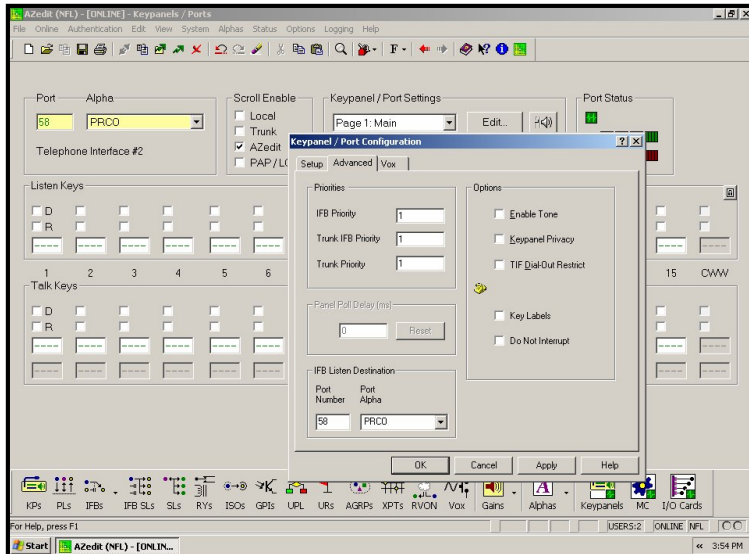 AZedit (NFL) - [ONLINE] - Keypanels / Ports
File Online Authentication Edit View System Alphas Status Options Logging Help
F
Port Alpha
58 PRCO
Telephone Interface #2
Scroll Enable
Local
Trunk
AZedit
PAP / LC
Keypanel / Port Settings
Page 1: Main Edit...
Port Status
Keypanel / Port Configuration
Setup Advanced Vox
Priorities
IFB Priority 1
Trunk IFB Priority 1
Trunk Priority 1
Panel Poll Delay (ms)
0 Reset
IFB Listen Destination
Port Number Port Alpha
58 PRCO
Options
Enable Tone
Keypanel Privacy
TIF Dial-Out Restrict
Key Labels
Do Not Interrupt
OK Cancel Apply Help
Listen Keys
D
R
---- ---- ---- ---- ---- ---- ---- ----
1 2 3 4 5 6 15 CWW
Talk Keys
D
R
---- ---- ---- ---- ---- ---- ---- ----
---- ---- ---- ---- ---- ---- ---- ----
KPs PLs IFBs IFB SLs SLs RYs ISOs GPIs UPL URs AGRPs XPTs RVON Vox Gains Alphas Keypanels MC I/O Cards
For Help, press F1
USERS:2 ONLINE NFL
Start AZedit (NFL) - [ONLIN... « 3:54 PM